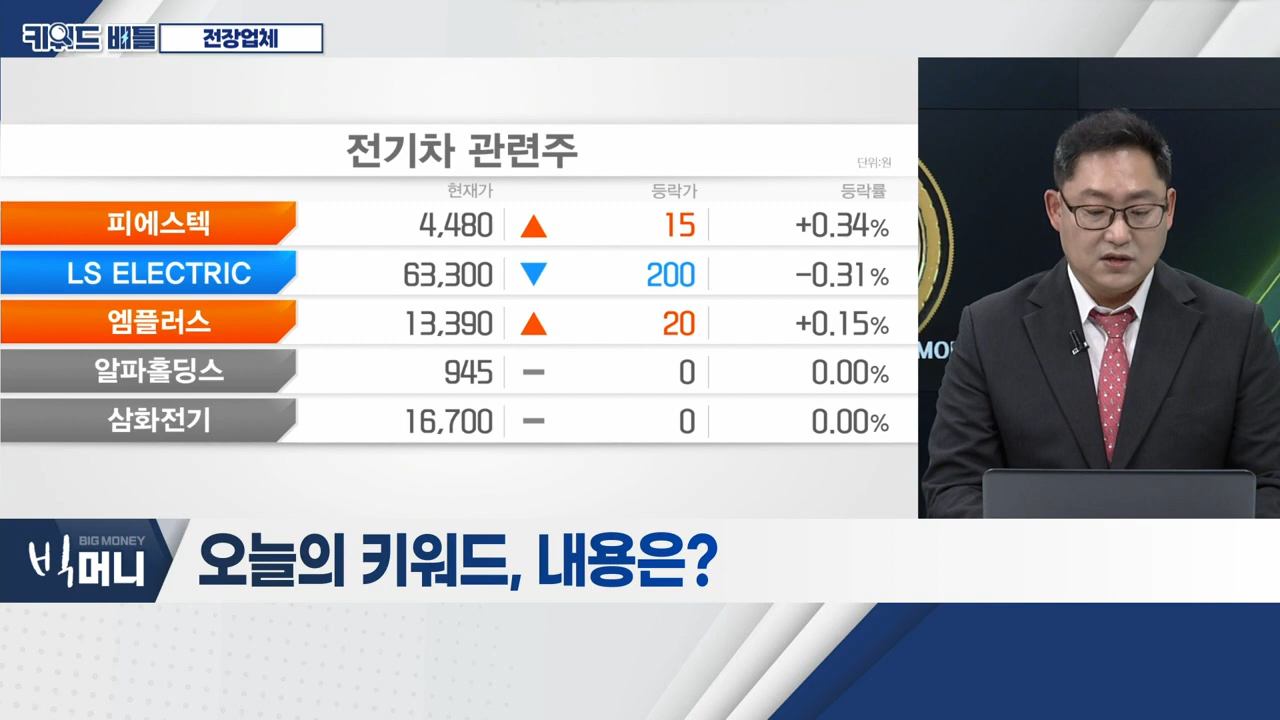 키워드 배틀 전장업체
전기차 관련주
단위:원
현재가 등락가 등락률
피에스텍 4,480 ▲ 15 +0.34%
LS ELECTRIC 63,300 ▼ 200 -0.31%
엠플러스 13,390 ▲ 20 +0.15%
알파홀딩스 945 - 0 0.00%
삼화전기 16,700 - 0 0.00%
BIG MONEY
빅머니 오늘의 키워드, 내용은?